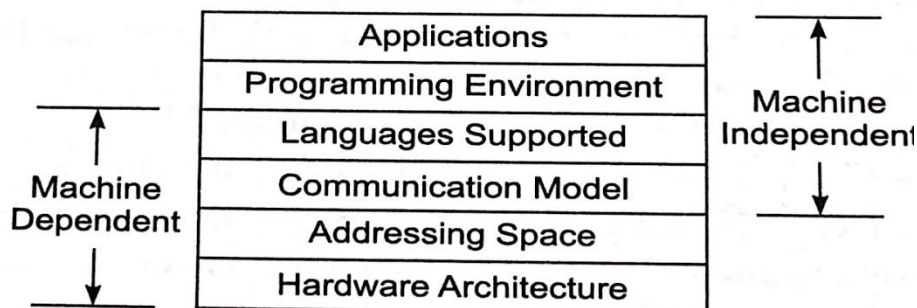 Applications
Programming Environment
Languages Supported
Communication Model
Addressing Space
Hardware Architecture
Machine
Dependent
Machine
Independent